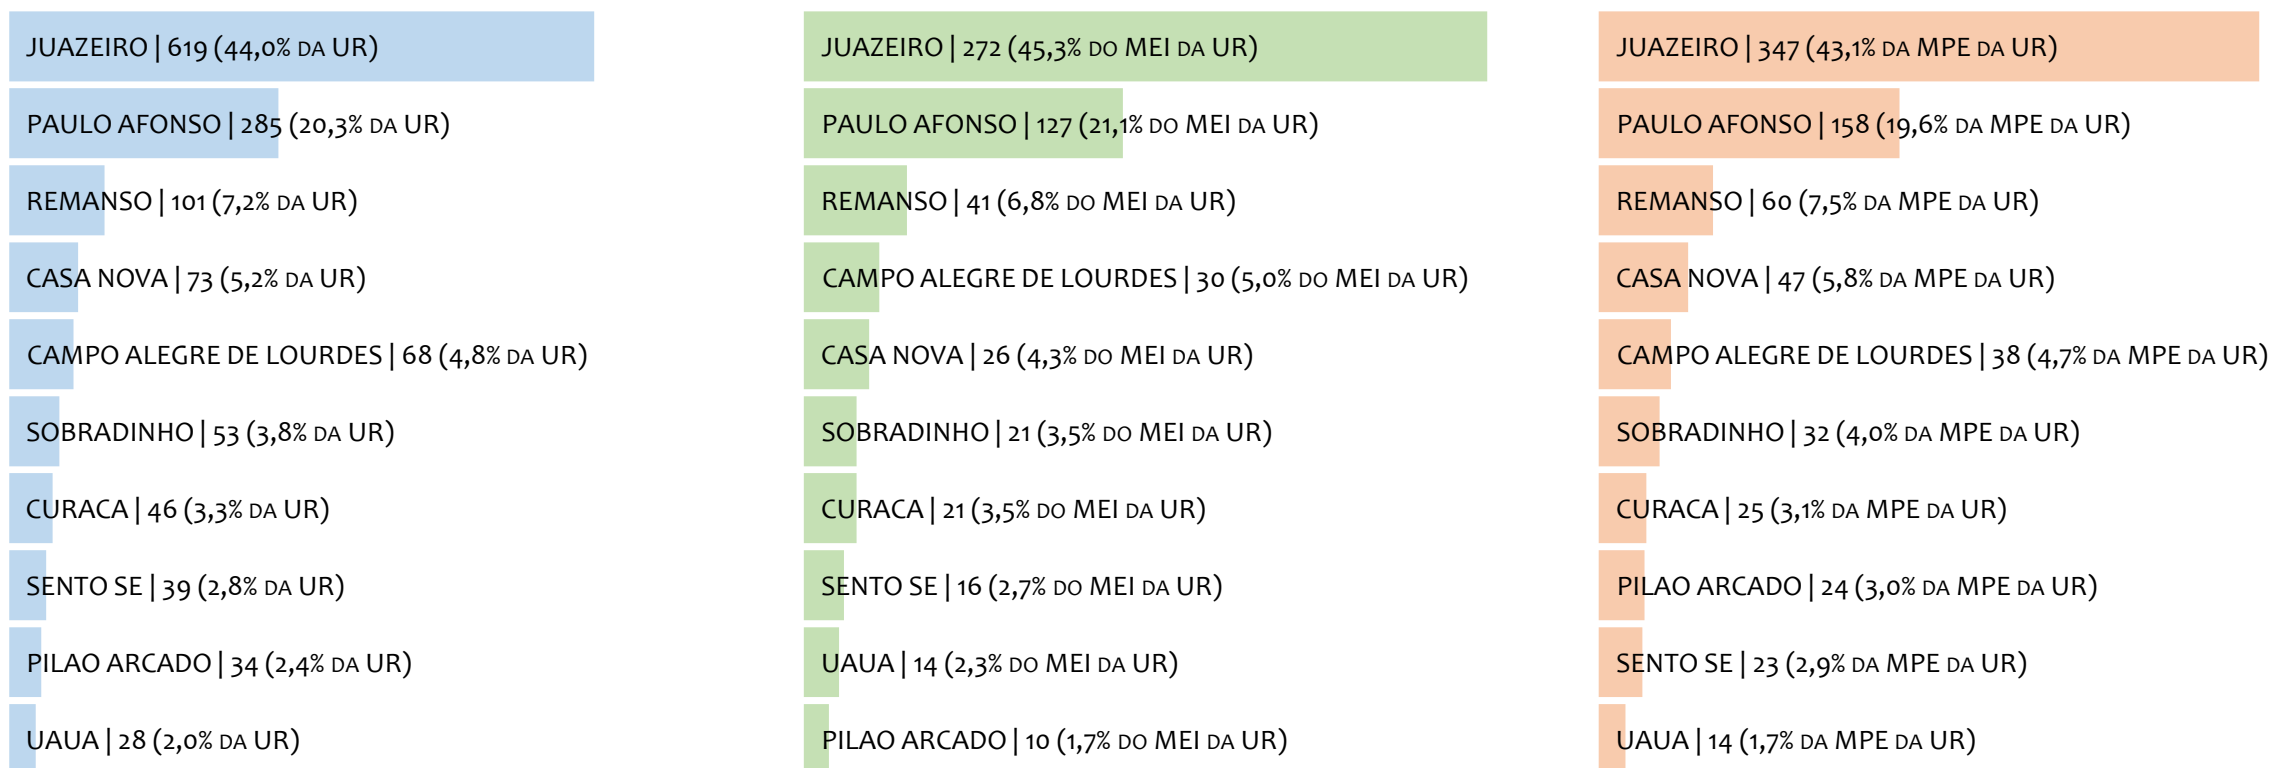 JUAZEIRO | 619 (44,0% DA UR)
PAULO AFONSO | 285 (20,3% DA UR)
REMANSO | 101 (7,2% DA UR)
CASA NOVA | 73 (5,2% DA UR)
CAMPO ALEGRE DE LOURDES | 68 (4,8% DA UR)
SOBRADINHO | 53 (3,8% DA UR)
CURACA | 46 (3,3% DA UR)
SENTO SE | 39 (2,8% DA UR)
PILAO ARCADO | 34 (2,4% DA UR)
UAUA | 28 (2,0% DA UR)
JUAZEIRO | 272 (45,3% DO MEI DA UR)
PAULO AFONSO | 127 (21,1% DO MEI DA UR)
REMANSO | 41 (6,8% DO MEI DA UR)
CAMPO ALEGRE DE LOURDES | 30 (5,0% DO MEI DA UR)
CASA NOVA | 26 (4,3% DO MEI DA UR)
SOBRADINHO | 21 (3,5% DO MEI DA UR)
CURACA | 21 (3,5% DO MEI DA UR)
SENTO SE | 16 (2,7% DO MEI DA UR)
UAUA | 14 (2,3% DO MEI DA UR)
PILAO ARCADO | 10 (1,7% DO MEI DA UR)
JUAZEIRO | 347 (43,1% DA MPE DA UR)
PAULO AFONSO | 158 (19,6% DA MPE DA UR)
REMANSO | 60 (7,5% DA MPE DA UR)
CASA NOVA | 47 (5,8% DA MPE DA UR)
CAMPO ALEGRE DE LOURDES | 38 (4,7% DA MPE DA UR)
SOBRADINHO | 32 (4,0% DA MPE DA UR)
CURACA | 25 (3,1% DA MPE DA UR)
PILAO ARCADO | 24 (3,0% DA MPE DA UR)
SENTO SE | 23 (2,9% DA MPE DA UR)
UAUA | 14 (1,7% DA MPE DA UR)